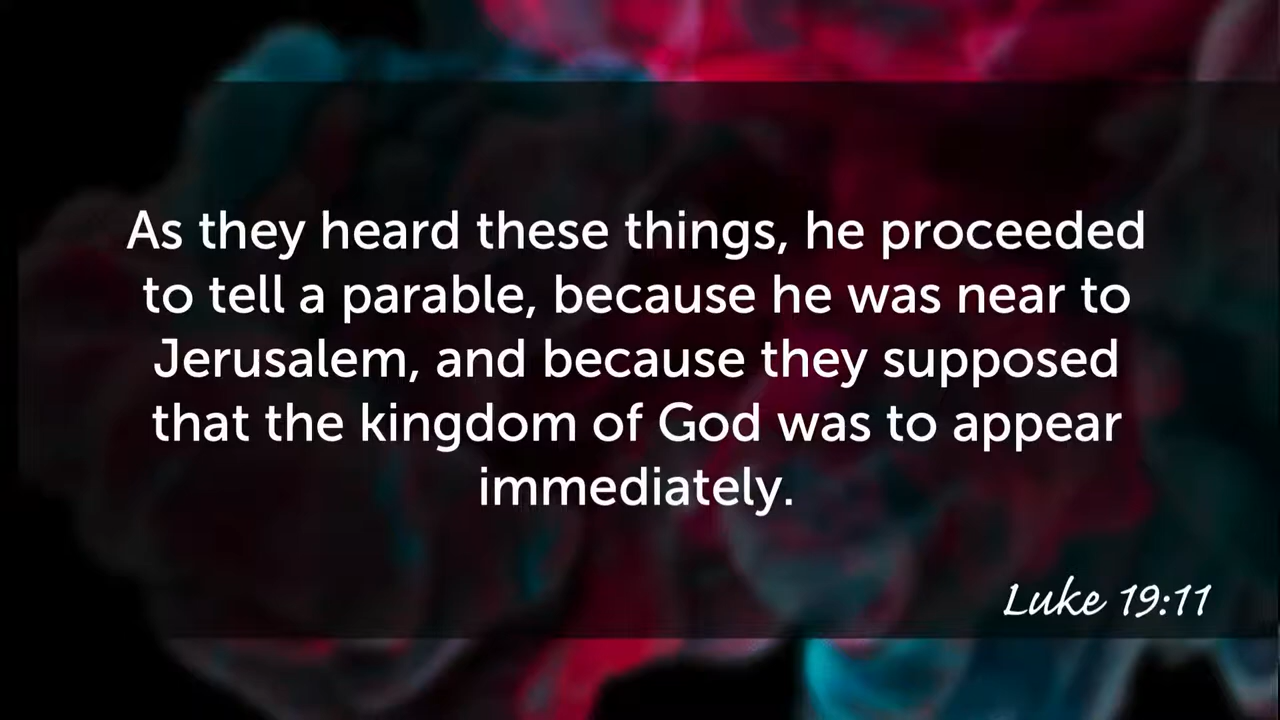 As they heard these things, he proceeded
to tell a parable, because he was near to
Jerusalem, and because they supposed
that the kingdom of God was to appear
immediately.
Luke 19:11